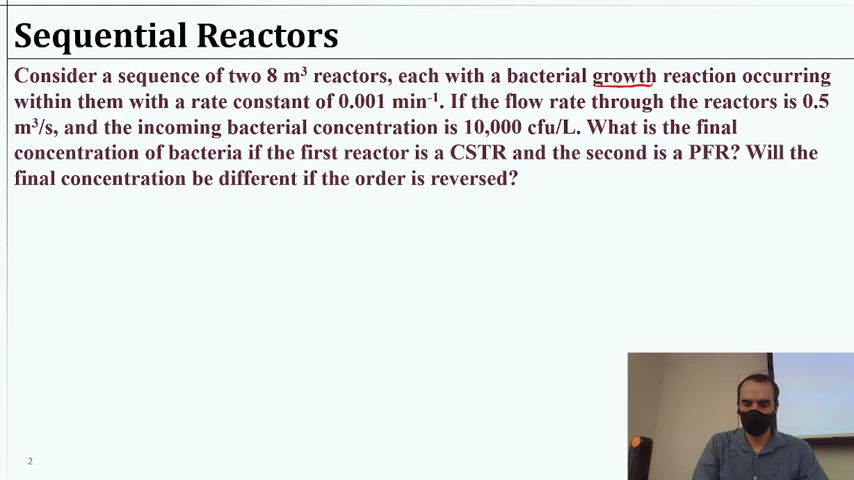 Sequential Reactors
Consider a sequence of two 8 m³ reactors, each with a bacterial growth reaction occurring
within them with a rate constant of 0.001 min⁻¹. If the flow rate through the reactors is 0.5
m³/s, and the incoming bacterial concentration is 10,000 cfu/L. What is the final
concentration of bacteria if the first reactor is a CSTR and the second is a PFR? Will the
final concentration be different if the order is reversed?
2